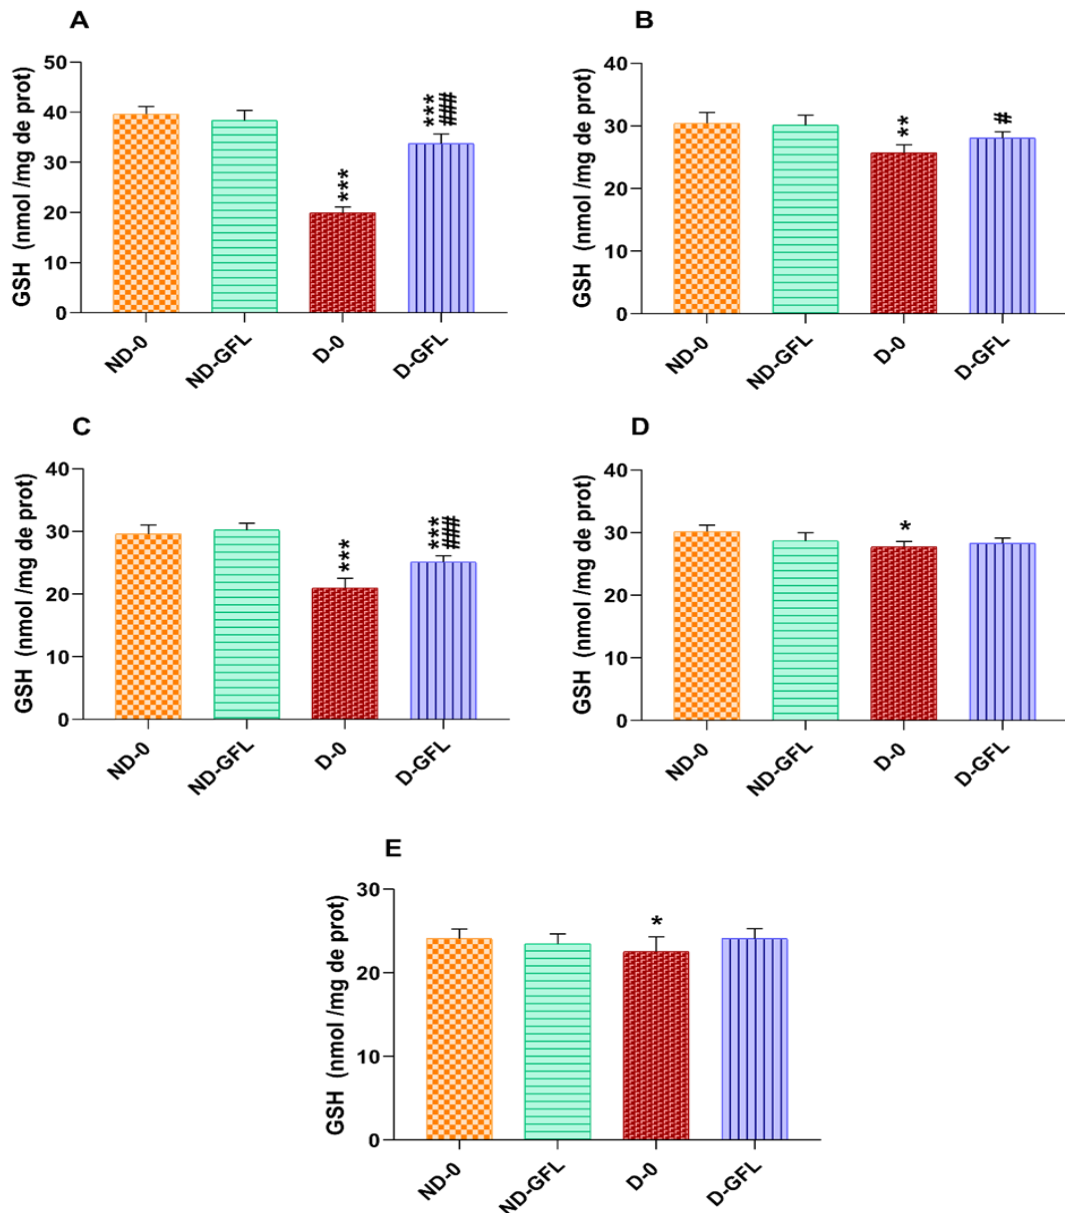 A
GSH (nmol /mg de prot)
50
40
30
20
10
0
***
***
###
ND-0
ND-GFL
D-0
D-GFL
B
GSH (nmol /mg de prot)
40
30
20
10
0
**
#
ND-0
ND-GFL
D-0
D-GFL
C
GSH (nmol /mg de prot)
40
30
20
10
0
***
***
###
ND-0
ND-GFL
D-0
D-GFL
D
GSH (nmol /mg de prot)
40
30
20
10
0
*
ND-0
ND-GFL
D-0
D-GFL
E
GSH (nmol /mg de prot)
30
20
10
0
*
ND-0
ND-GFL
D-0
D-GFL